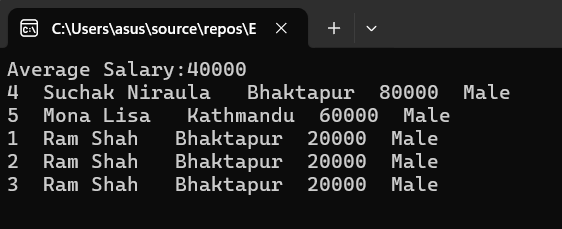 C:\Users\asus\source\repos\E
Average Salary:40000
4  Suchak Niraula   Bhaktapur  80000  Male
5  Mona Lisa   Kathmandu  60000  Male
1  Ram Shah   Bhaktapur  20000  Male
2  Ram Shah   Bhaktapur  20000  Male
3  Ram Shah   Bhaktapur  20000  Male